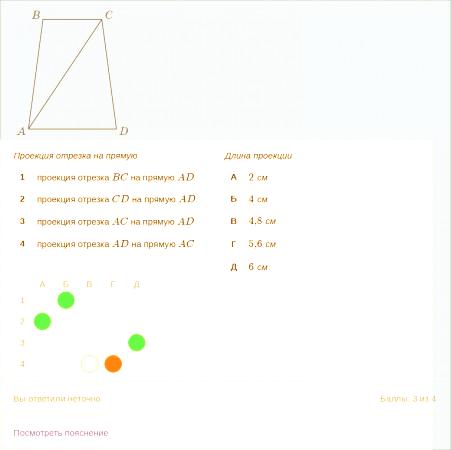 B C
A D
Проекция отрезка на прямую Длина проекции
1 проекция отрезка BC на прямую AD А 2 см
2 проекция отрезка CD на прямую AD Б 4 см
3 проекция отрезка AC на прямую AD В 4,8 см
4 проекция отрезка AD на прямую AC Г 5,6 см
Д 6 см
А Б В Г Д
1
2
3
4
Вы ответили неточно Баллы: 3 из 4
Посмотреть пояснение